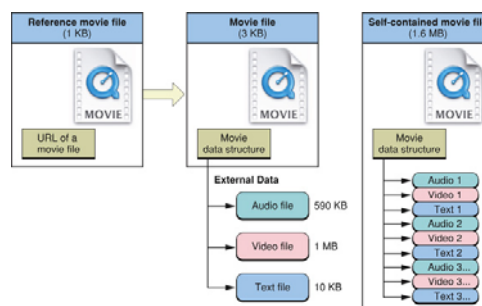 Reference movie file
(1 KB)
MOVIE
URL of a
movie file
Movie file
(3 KB)
MOVIE
Movie
data structure
External Data
Audio file 590 KB
Video file 1 MB
Text file 10 KB
Self-contained movie fil
(1.6 MB)
MOVIE
Movie
data structure
Audio 1
Video 1
Text 1
Audio 2
Video 2
Text 2
Audio 3...
Video 3...
Text 3...